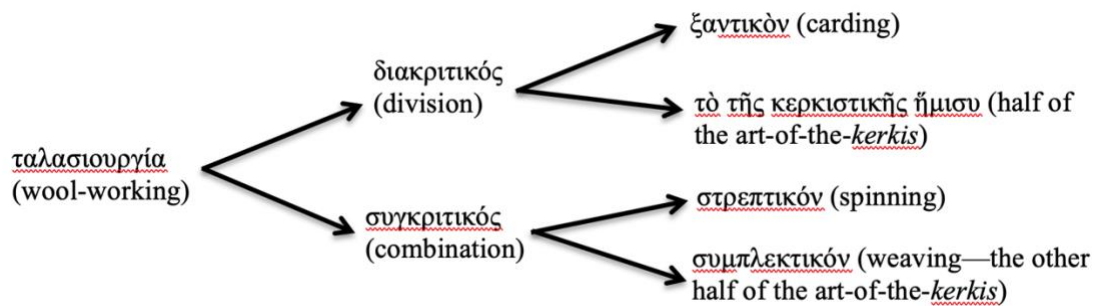 ταλασιουργία
(wool-working)
διακριτικός
(division)
συγκριτικός
(combination)
ξαντικὸν (carding)
τὸ τῆς κερκιστικῆς ἥμισυ (half of
the art-of-the-kerkis)
στρεπτικόν (spinning)
συμπλεκτικόν (weaving—the other
half of the art-of-the-kerkis)